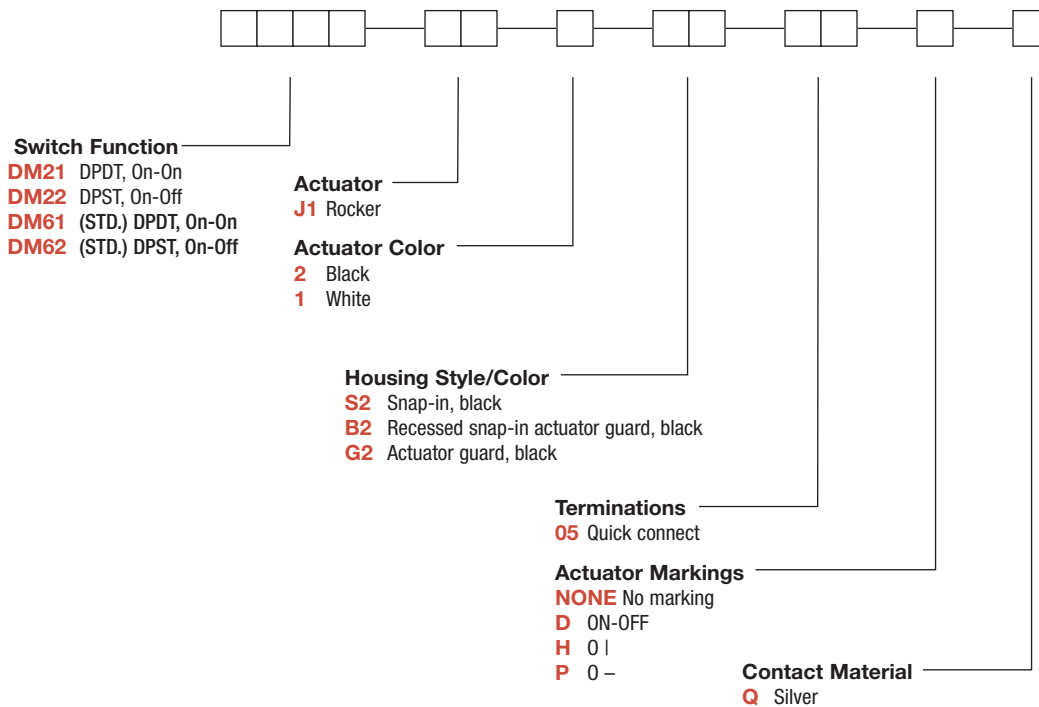 Switch Function
DM21 DPDT, On-On
DM22 DPST, On-Off
DM61 (STD.) DPDT, On-On
DM62 (STD.) DPST, On-Off
Actuator
J1 Rocker
Actuator Color
2 Black
1 White
Housing Style/Color
S2 Snap-in, black
B2 Recessed snap-in actuator guard, black
G2 Actuator guard, black
Terminations
05 Quick connect
Actuator Markings
NONE No marking
D ON-OFF
H 0 |
P 0 –
Contact Material
Q Silver